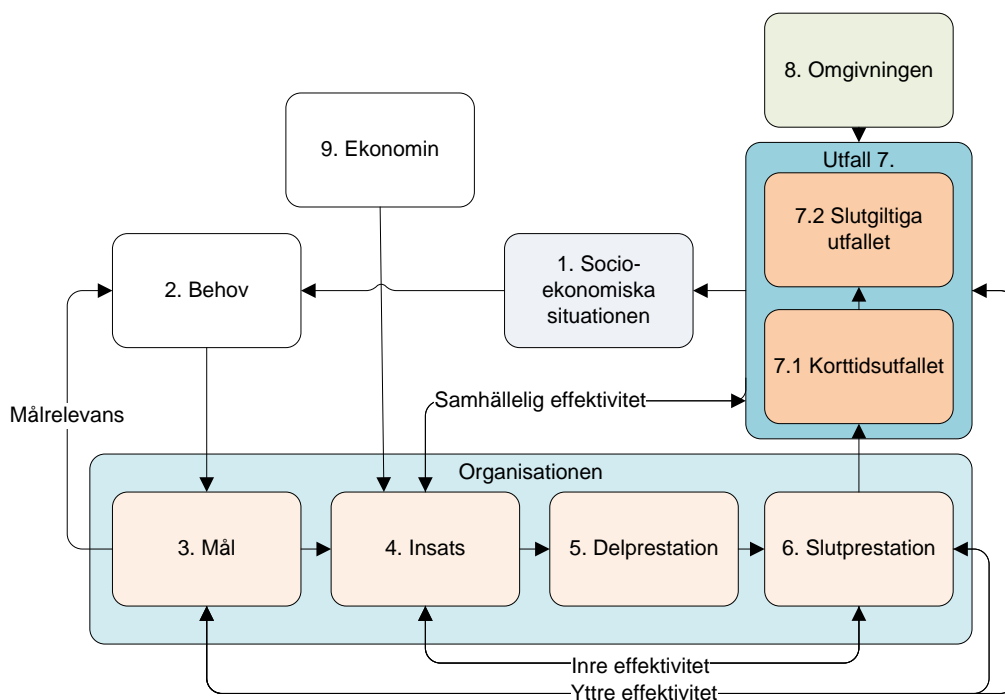 8. Omgivningen
9. Ekonomin
Utfall 7.
7.2 Slutgiltiga
utfallet
1. Socio-
ekonomiska
situationen
2. Behov
7.1 Korttidsutfallet
Samhällelig effektivitet
Målrelevans
Organisationen
3. Mål
4. Insats
5. Delprestation
6. Slutprestation
Inre effektivitet
Yttre effektivitet